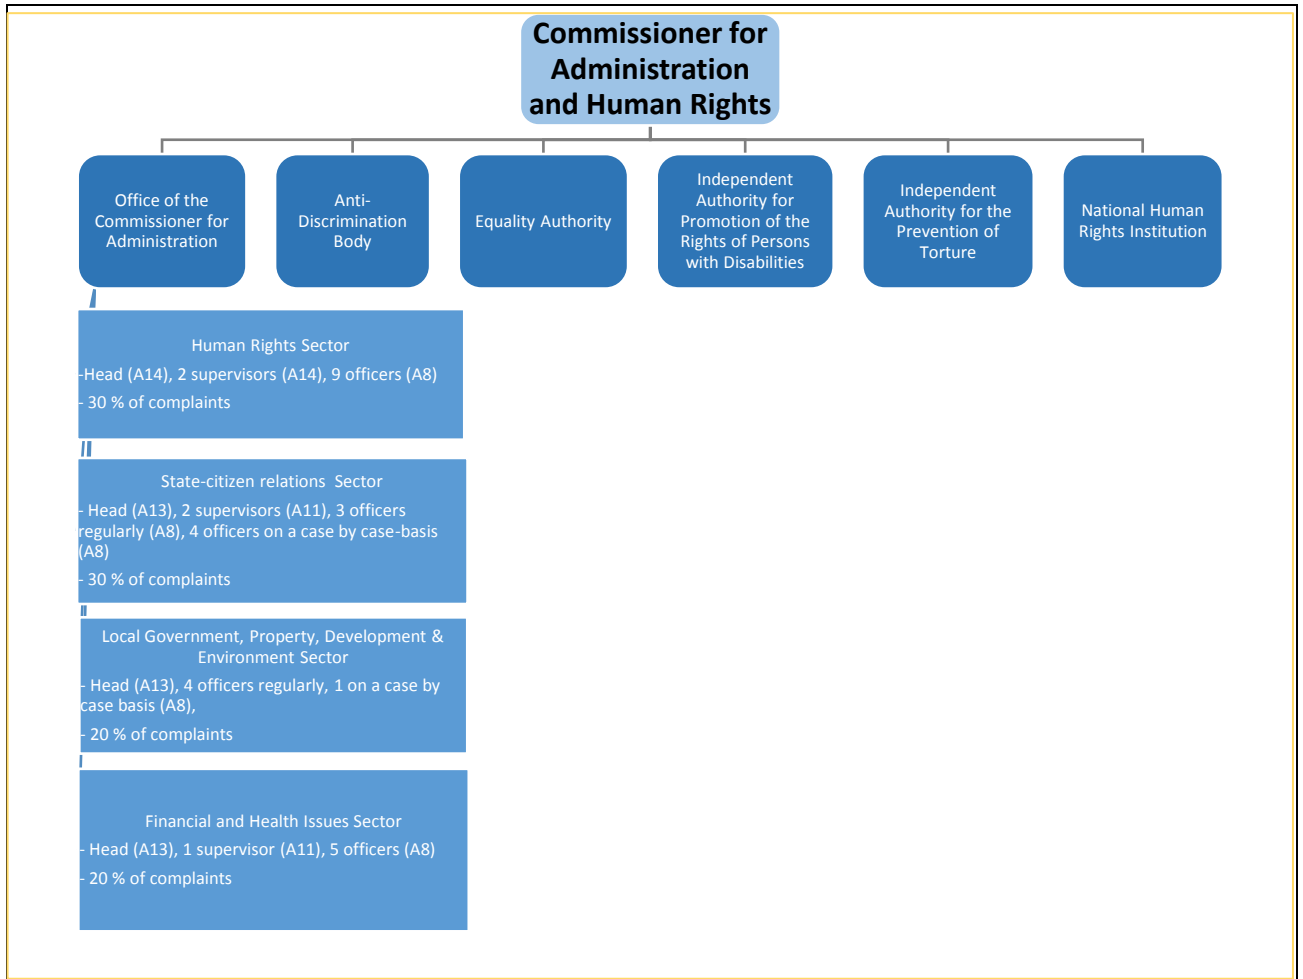 Commissioner for
Administration
and Human Rights
Office of the
Commissioner for
Administration
Anti-
Discrimination
Body
Equality Authority
Independent
Authority for
Promotion of the
Rights of Persons
with Disabilities
Independent
Authority for the
Prevention of
Torture
National Human
Rights Institution
Human Rights Sector
-Head (A14), 2 supervisors (A14), 9 officers (A8)
- 30 % of complaints
State-citizen relations  Sector
- Head (A13), 2 supervisors (A11), 3 officers
regularly (A8), 4 officers on a case by case-basis
(A8)
- 30 % of complaints
Local Government, Property, Development &
Environment Sector
- Head (A13), 4 officers regularly, 1 on a case by
case basis (A8),
- 20 % of complaints
Financial and Health Issues Sector
- Head (A13), 1 supervisor (A11), 5 officers (A8)
- 20 % of complaints